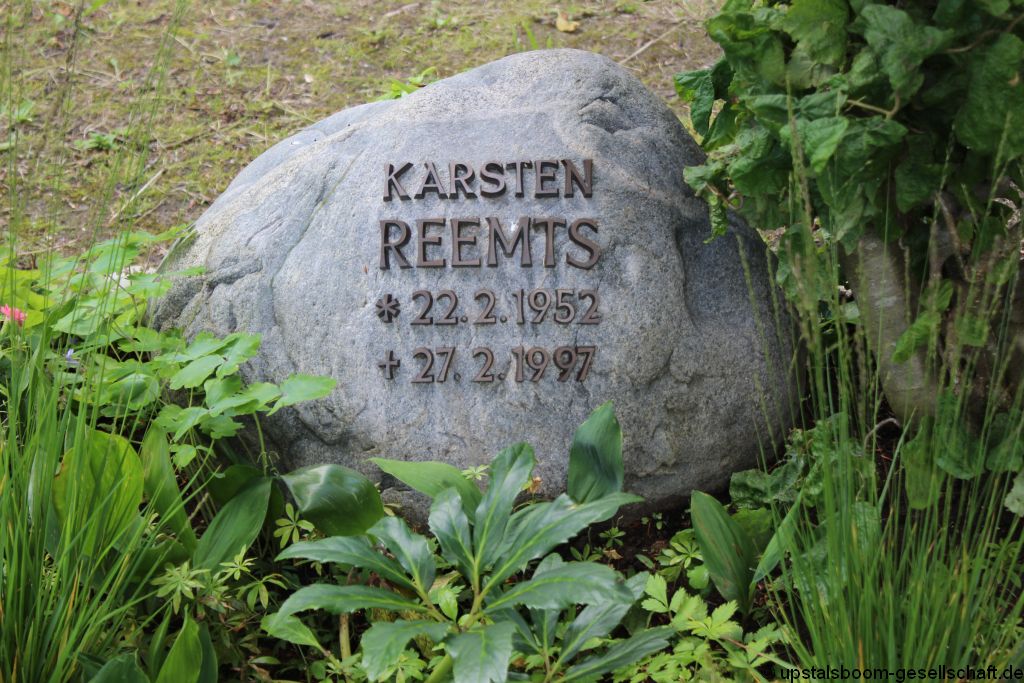 KARSTEN
REEMTS
* 22.2.1952
+ 27.2.1997
© upstalsboom-gesellschaft.de